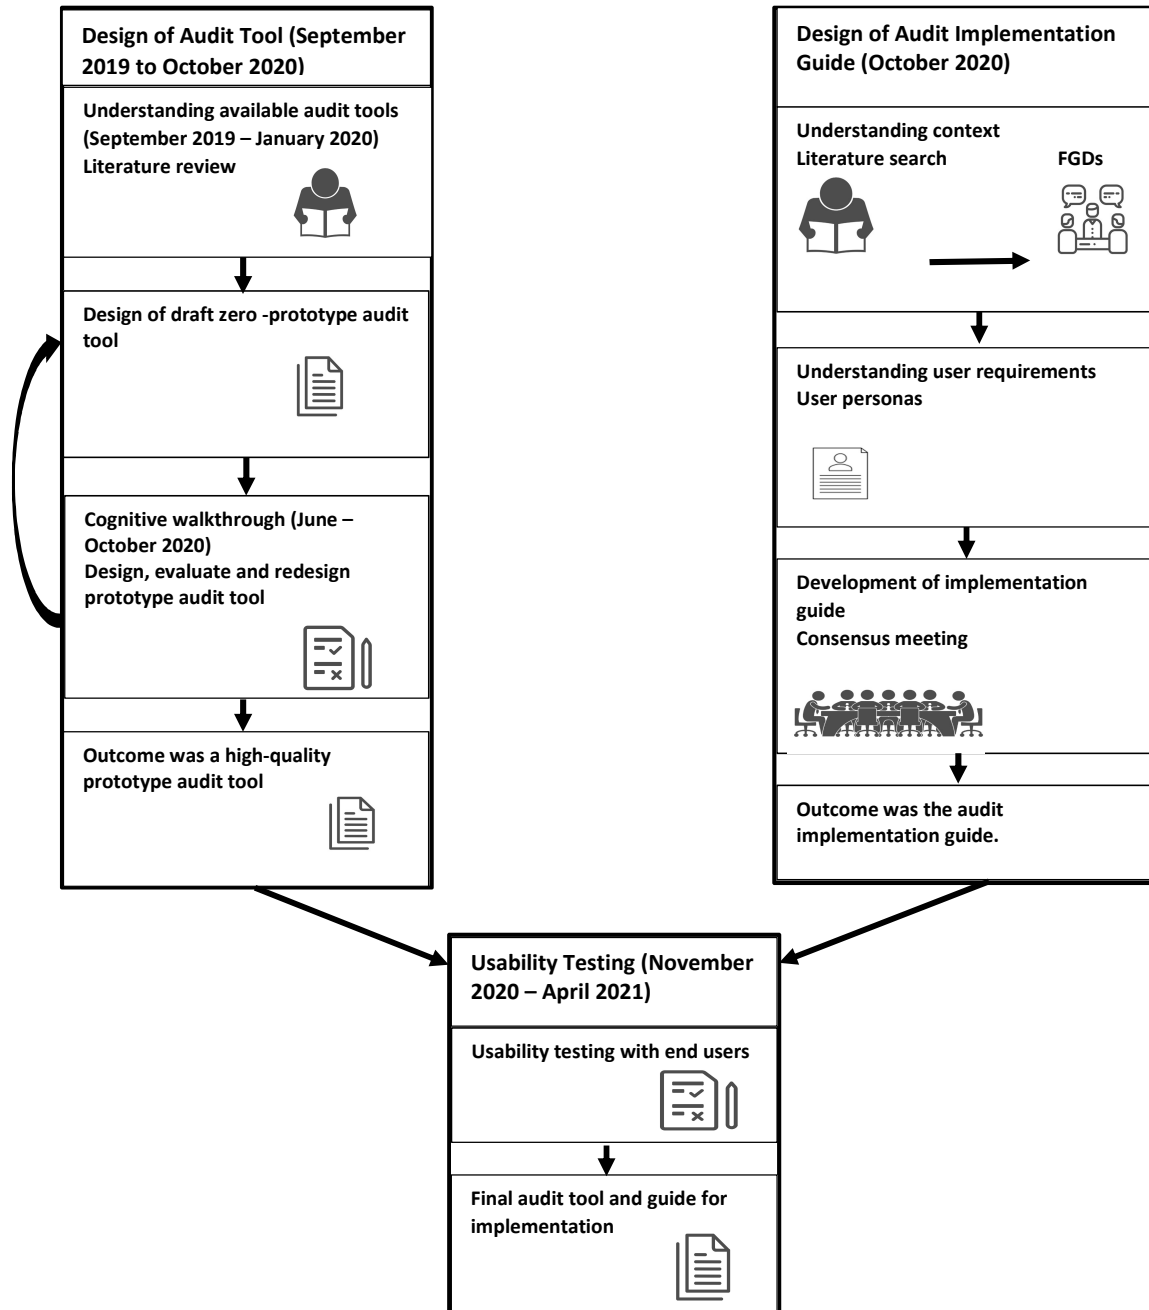 Design of Audit Tool (September
2019 to October 2020)
Understanding available audit tools
(September 2019 – January 2020)
Literature review
Design of draft zero -prototype audit
tool
Cognitive walkthrough (June –
October 2020)
Design, evaluate and redesign
prototype audit tool
Outcome was a high-quality
prototype audit tool
Design of Audit Implementation
Guide (October 2020)
Understanding context
Literature search
FGDs
Understanding user requirements
User personas
Development of implementation
guide
Consensus meeting
Outcome was the audit
implementation guide.
Usability Testing (November
2020 – April 2021)
Usability testing with end users
Final audit tool and guide for
implementation